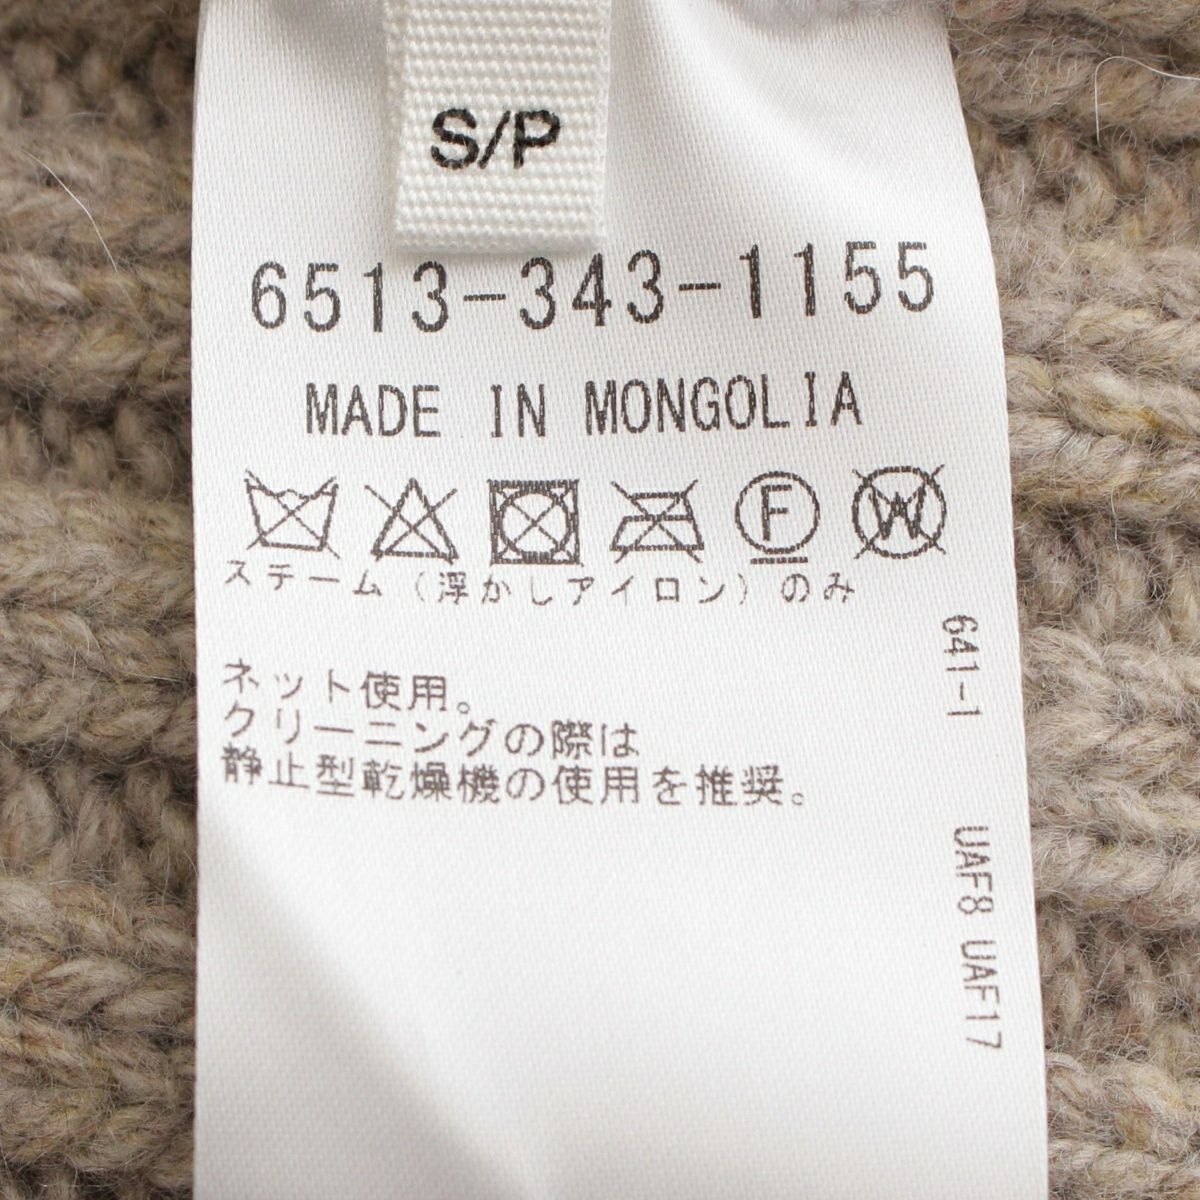 S/P
6513-343-1155
MADE IN MONGOLIA
F W
スチーム（浮かしアイロン）のみ
ネット使用。
クリーニングの際は
静止型乾燥機の使用を推奨。
641-1
UAF8 UAF17